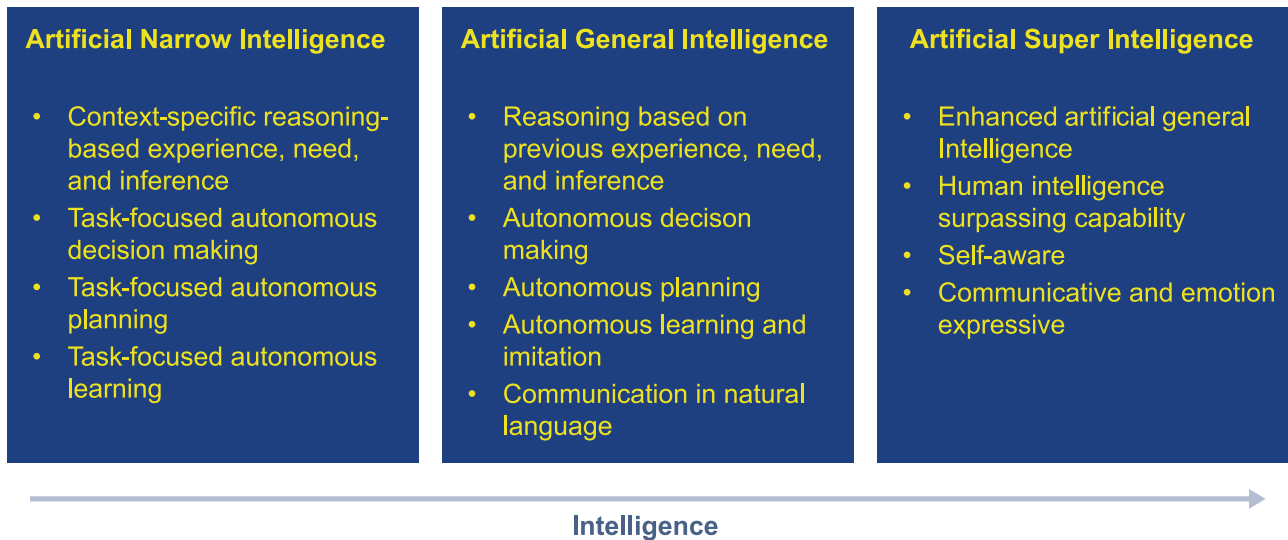 Artificial Narrow Intelligence
• Context-specific reasoning-
based experience, need,
and inference
• Task-focused autonomous
decision making
• Task-focused autonomous
planning
• Task-focused autonomous
learning
Artificial General Intelligence
• Reasoning based on
previous experience, need,
and inference
• Autonomous decison
making
• Autonomous planning
• Autonomous learning and
imitation
• Communication in natural
language
Artificial Super Intelligence
• Enhanced artificial general
Intelligence
• Human intelligence
surpassing capability
• Self-aware
• Communicative and emotion
expressive
Intelligence